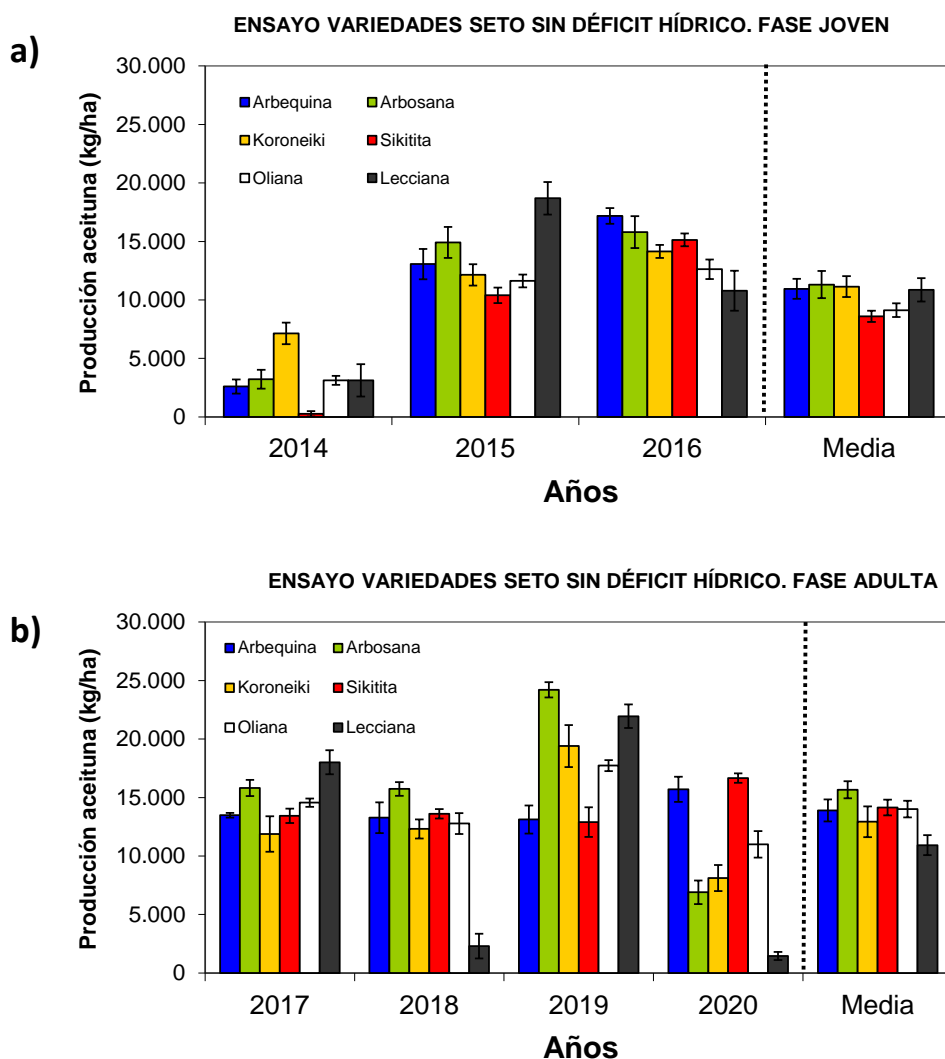 ENSAYO VARIEDADES SETO SIN DÉFICIT HÍDRICO. FASE JOVEN
a)
Producción aceituna (kg/ha)
30.000
25.000
20.000
15.000
10.000
5.000
0
Arbequina Arbosana
Koroneiki Sikitita
Oliana Lecciana
2014 2015 2016 Media
Años
ENSAYO VARIEDADES SETO SIN DÉFICIT HÍDRICO. FASE ADULTA
b)
Producción aceituna (kg/ha)
30.000
25.000
20.000
15.000
10.000
5.000
0
Arbequina Arbosana
Koroneiki Sikitita
Oliana Lecciana
2017 2018 2019 2020 Media
Años